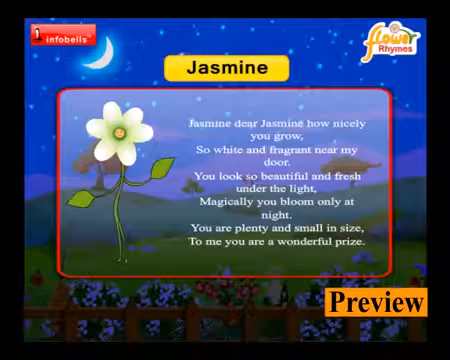 infobells™
flower
Rhymes
Jasmine
Jasmine dear Jasmine how nicely
you grow,
So white and fragrant near my
door.
You look so beautiful and fresh
under the light,
Magically you bloom only at
night.
You are plenty and small in size,
To me you are a wonderful prize.
Preview